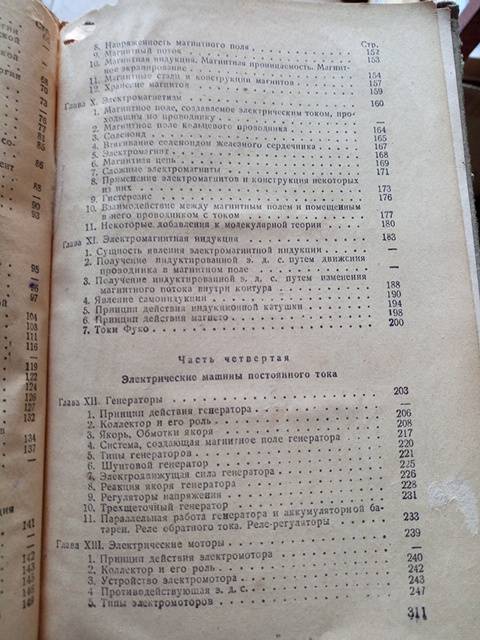 Стр.
8. Напряженность магнитного поля 152
9. Магнитный поток 153
10. Магнитная индукция. Магнитная проницаемость. Магнит-
ное экранирование 154
11. Магнитные стали и конструкции магнитов 157
12. Хранение магнитов 159
Глава X. Электромагнетизм 160
1. Магнитное поле, создаваемое электрическим током, про-
ходящим по проводнику —
2. Магнитное поле кольцевого проводника 164
3. Соленоид 165
4. Втягивание соленоидом железного сердечника 167
5. Электромагнит 168
6. Магнитная цепь 169
7. Сложные электромагниты 171
8. Применение электромагнитов и конструкция некоторых
из них 173
9. Гистерезис 176
10. Взаимодействие между магнитным полем и помещенным
в него проводником с током 177
11. Некоторые добавления к молекулярной теории 180
Глава XI. Электромагнитная индукция 183
1. Сущность явления электромагнитной индукции —
2. Получение индуктированной э. д. с. путем движения
проводника в магнитном поле —
3. Получение индуктированной э. д. с. путем изменения
магнитного потока внутри контура 188
4. Явление самоиндукции 190
5. Принцип действия индукционной катушки 194
6. Принцип действия магнето 198
7. Токи Фуко 200
Часть четвертая
Электрические машины постоянного тока
Глава XII. Генераторы 203
1. Принцип действия генератора —
2. Коллектор и его роль 206
3. Якорь. Обмотки якоря 208
4. Система, создающая магнитное поле генератора 217
5. Типы генераторов 220
6. Шунтовой генератор 221
7. Электродвижущая сила генератора 225
8. Реакция якоря генератора 226
9. Регуляторы напряжения 228
10. Трехщеточный генератор 231
11. Параллельная работа генератора и аккумуляторной ба-
тареи. Реле обратного тока. Реле-регуляторы 233
Глава XIII. Электрические моторы 239
1. Принцип действия электромотора —
2. Коллектор и его роль 240
3. Устройство электромотора 242
4. Противодействующая э. д. с. 243
5. Типы электромоторов 247
311